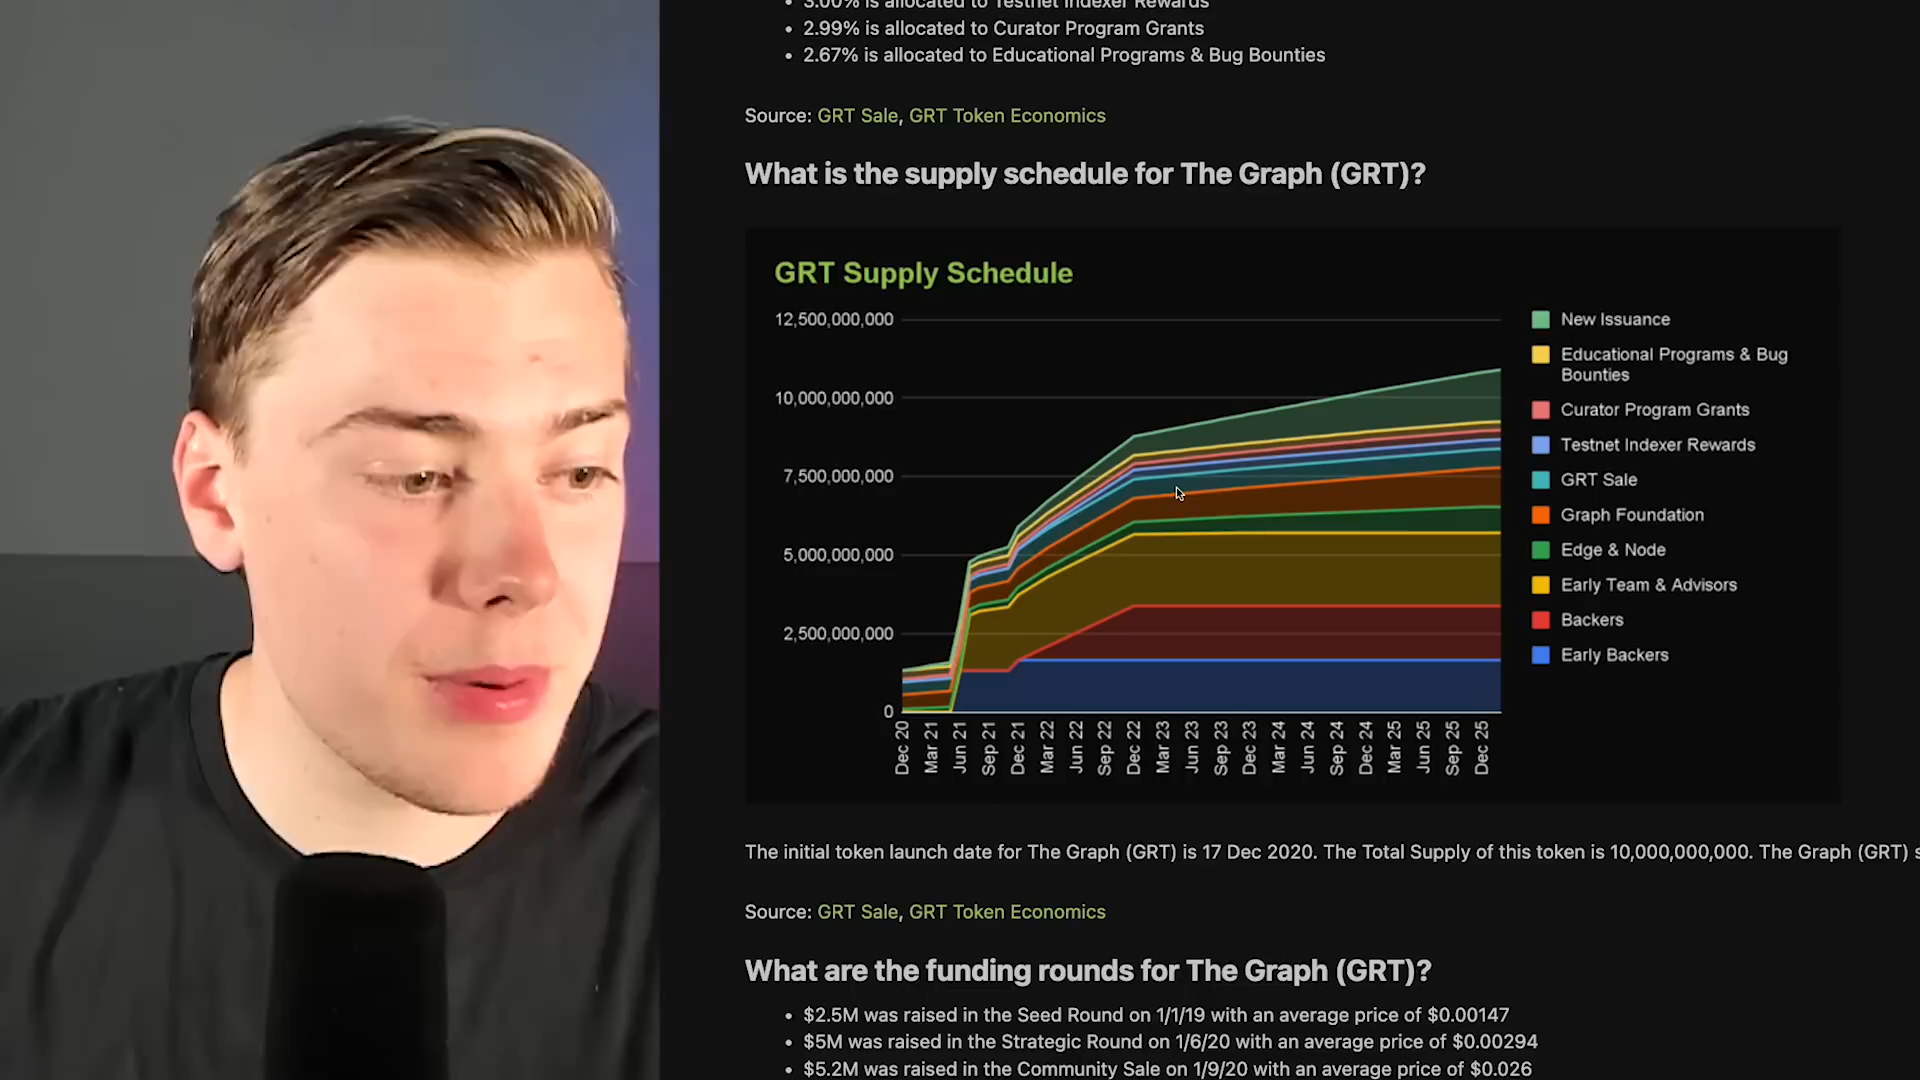 3.00% is allocated to Testnet Indexer Rewards
2.99% is allocated to Curator Program Grants
2.67% is allocated to Educational Programs & Bug Bounties
Source: GRT Sale, GRT Token Economics
What is the supply schedule for The Graph (GRT)?
GRT Supply Schedule
12,500,000,000
10,000,000,000
7,500,000,000
5,000,000,000
2,500,000,000
0
Dec 20
Mar 21
Jun 21
Sep 21
Dec 21
Mar 22
Jun 22
Sep 22
Dec 22
Mar 23
Jun 23
Sep 23
Dec 23
Mar 24
Jun 24
Sep 24
Dec 24
Mar 25
Jun 25
Sep 25
Dec 25
New Issuance
Educational Programs & Bug
Bounties
Curator Program Grants
Testnet Indexer Rewards
GRT Sale
Graph Foundation
Edge & Node
Early Team & Advisors
Backers
Early Backers
The initial token launch date for The Graph (GRT) is 17 Dec 2020. The Total Supply of this token is 10,000,000,000. The Graph (GRT)
Source: GRT Sale, GRT Token Economics
What are the funding rounds for The Graph (GRT)?
$2.5M was raised in the Seed Round on 1/1/19 with an average price of $0.00147
$5M was raised in the Strategic Round on 1/6/20 with an average price of $0.00294
$5.2M was raised in the Community Sale on 1/9/20 with an average price of $0.026